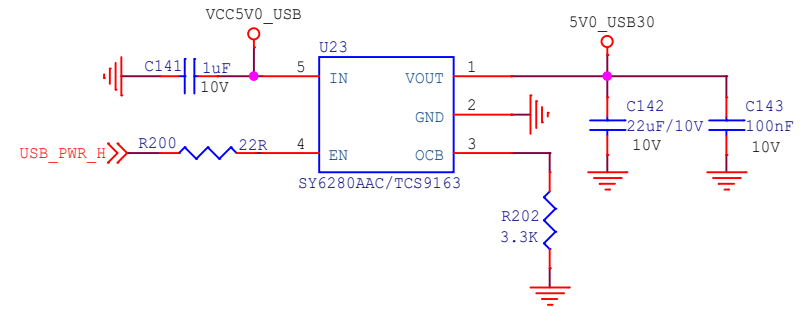 VCC5V0_USB
5V0_USB30
U23
C141 1uF
10V
5 IN VOUT 1
GND 2
C142
22uF/10V
10V
C143
100nF
10V
USB_PWR_H R200 22R 4 EN OCB 3
SY6280AAC/TCS9163
R202
3.3K